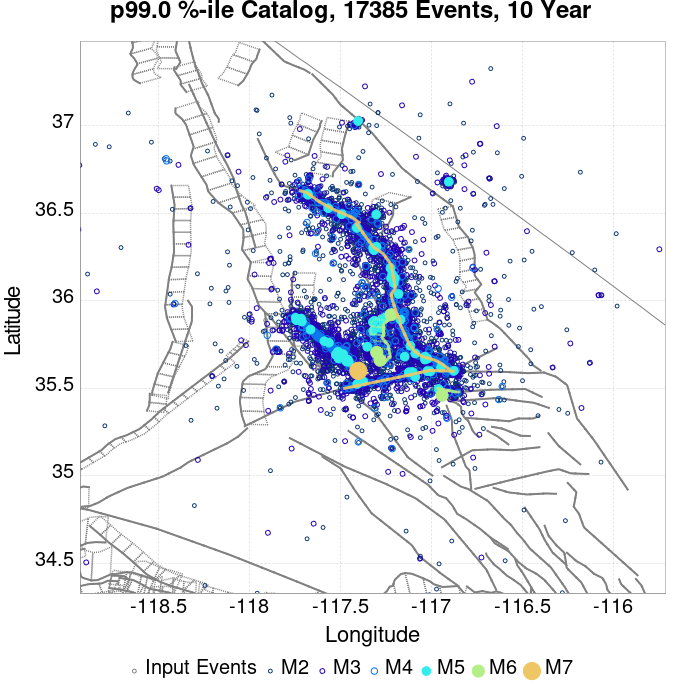 p99.0 %-ile Catalog, 17385 Events, 10 Year
37
36.5
36
35.5
35
34.5
Latitude
-118.5 -118 -117.5 -117 -116.5 -116
Longitude
Input Events M2 M3 M4 M5 M6 M7